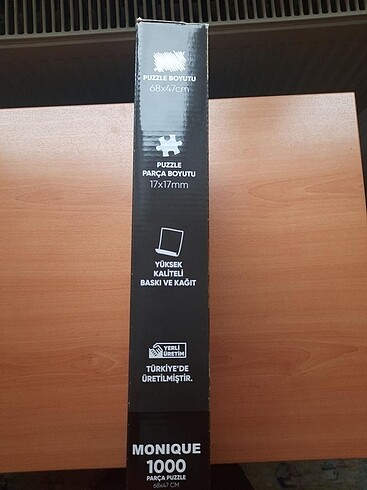 PUZZLE BOYUTU
68x47cm
PUZZLE
PARÇA BOYUTU
17x17mm
YÜKSEK
KALİTELİ
BASKI VE KAĞIT
YERLİ
ÜRETİM
TÜRKİYE'DE
ÜRETİLMİŞTİR.
MONIQUE
1000
PARÇA PUZZLE
68x47 CM